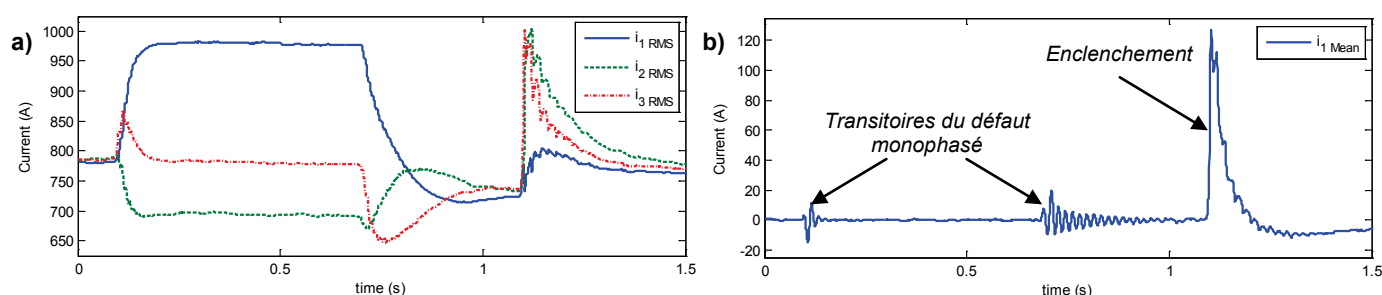 a)
1000
950
900
850
800
750
700
650
Current (A)
0
0.5
1
1.5
time (s)
i1 RMS
i2 RMS
i3 RMS
b)
120
100
80
60
40
20
0
-20
Current (A)
0
0.5
1
1.5
time (s)
i1 Mean
Enclenchement
Transitoires du défaut
monophasé